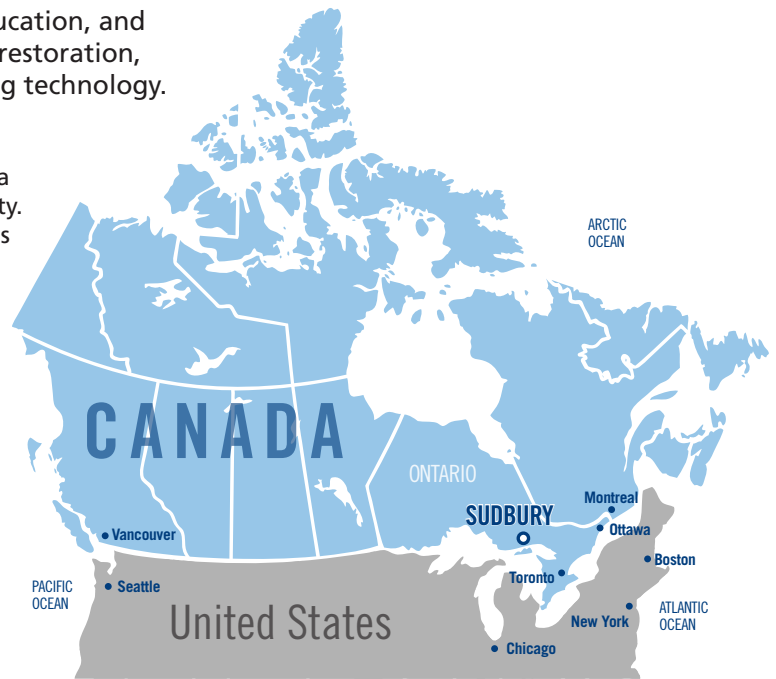 ucation, and
restoration,
g technology.
a
ty.
s
ARCTIC
OCEAN
CANADA
ONTARIO
SUDBURY
Montreal
Ottawa
Vancouver
Boston
Toronto
Seattle
PACIFIC
OCEAN
United States
New York
ATLANTIC
OCEAN
Chicago